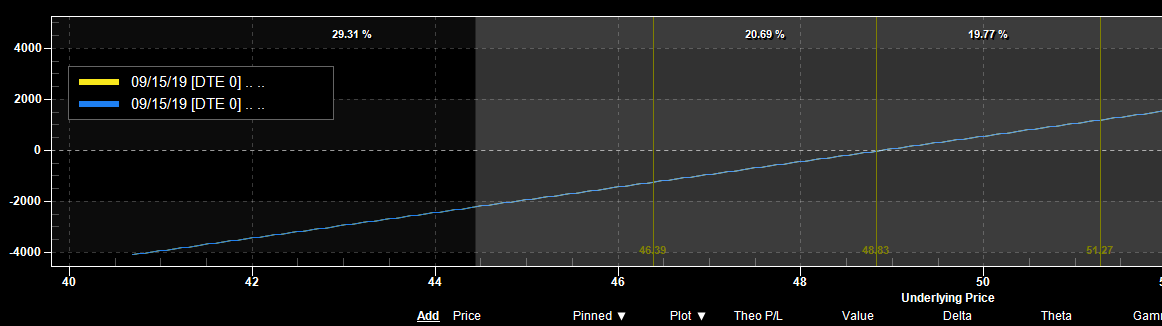 29.31 % 20.69 % 19.77 %
4000
09/15/19 [DTE 0] .. ..
2000
09/15/19 [DTE 0] .. ..
0
-2000
-4000
46.39 48.83 51.27
40 42 44 46 48 50
Underlying Price
Add Price Pinned ▼ Plot ▼ Theo P/L Value Delta Theta